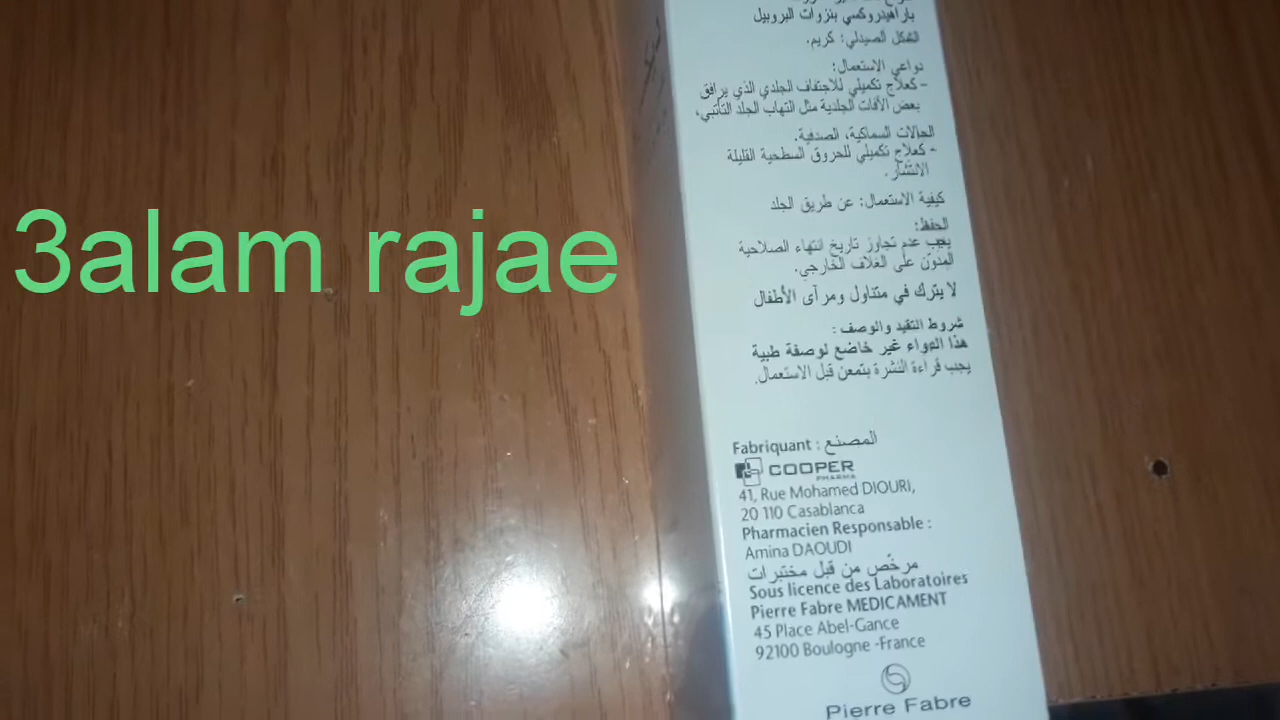 3alam rajae
باراهيدروكسي بنزوات البروبيل
الشكل الصيدلي: كريم.
دواعي الاستعمال:
- كعلاج تكميلي للاجتفاف الجلدي الذي يرافق
بعض الآفات الجلدية مثل التهاب الجلد التأتبي،
الحالات السماكية، الصدفية.
- كعلاج تكميلي للحروق السطحية القليلة
الانتشار.
كيفية الاستعمال: عن طريق الجلد
الحفظ:
يجب عدم تجاوز تاريخ انتهاء الصلاحية
المدون على الغلاف الخارجي.
لا يترك في متناول ومرآى الأطفال
شروط التقيد والوصف :
هذا الدواء غير خاضع لوصفة طبية
يجب قراءة النشرة بتمعن قبل الاستعمال.
Fabriquant : المصنع
COOPER
PHARMA
41, Rue Mohamed DIOURI,
20 110 Casablanca
Pharmacien Responsable :
Amina DAOUDI
مرخّص من قبل مختبرات
Sous licence des Laboratoires
Pierre Fabre MEDICAMENT
45 Place Abel-Gance
92100 Boulogne -France
Pierre Fabre